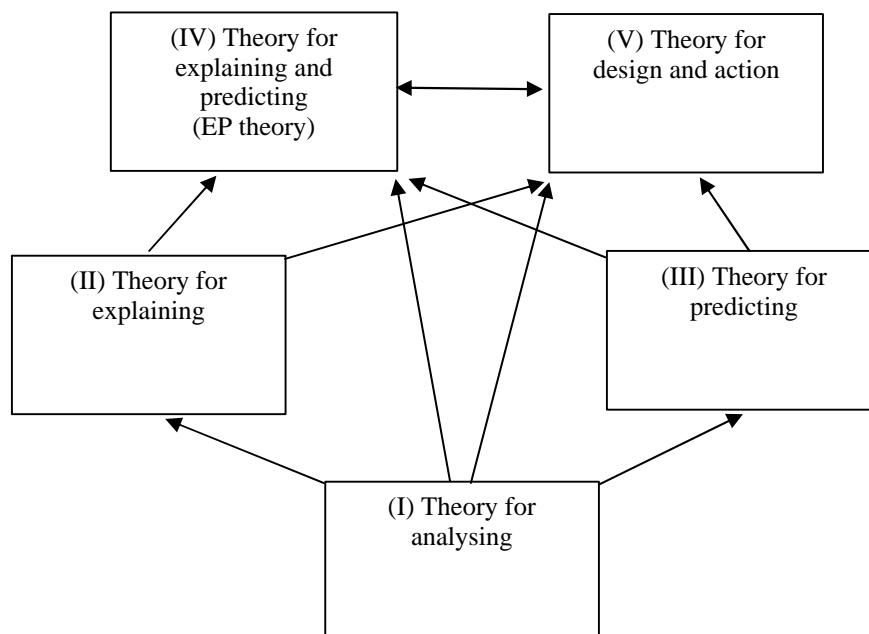 (IV) Theory for
explaining and
predicting
(EP theory)
(V) Theory for
design and action
(II) Theory for
explaining
(III) Theory for
predicting
(I) Theory for
analysing